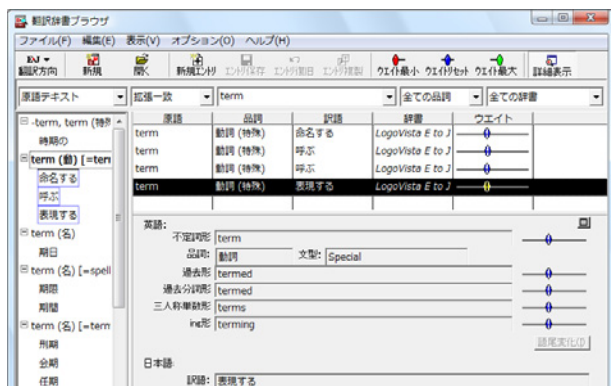 翻訳辞書ブラウザ
ファイル(F) 編集(E) 表示(V) オプション(O) ヘルプ(H)
E⁄J
翻訳方向 新規 開く 新規エントリ エントリ保存 エントリ復旧 エントリ複製 ウエイト最小 ウエイトリセット ウエイト最大 詳細表示
原語テキスト 拡張一致 term 全ての品詞 全ての辞書
原語 品詞 訳語 辞書 ウエイト
term 動詞 (特殊) 命名する LogoVista E to J
term 動詞 (特殊) 呼ぶ LogoVista E to J
term 動詞 (特殊) 呼ぶ LogoVista E to J
term 動詞 (特殊) 表現する LogoVista E to J
-term, term (特殊
時期の
term (動) [=tern
命名する
呼ぶ
表現する
term (名)
期日
term (名) [=spell
期間
期間
term (名) [=tern
刑期
会期
任期
英語:
不定詞形 term
品詞: 動詞 文型: Special
過去形 termed
過去分詞形 termed
三人称単数形 terms
ing形 terming
語尾変化(I)
日本語:
訳語: 表現する